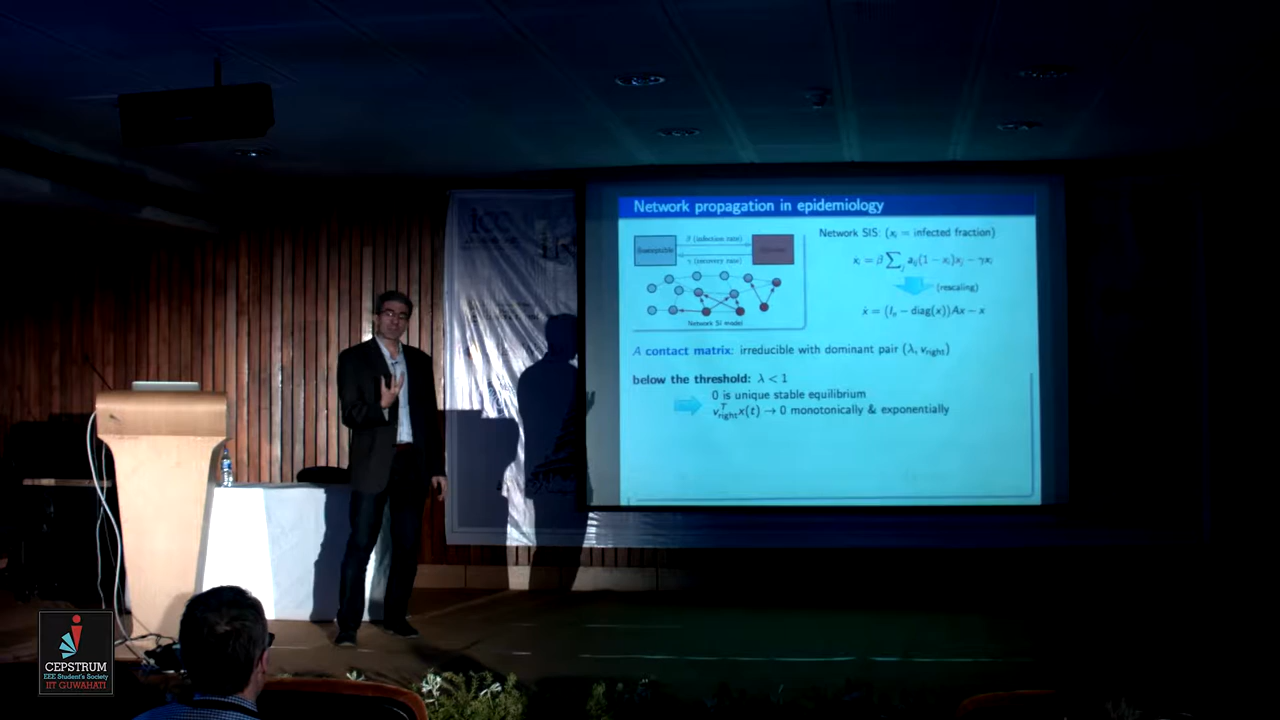 Network propagation in epidemiology
Susceptible
β (infection rate)
γ (recovery rate)
Network SI model
Network SIS: (xᵢ = infected fraction)
ẋᵢ = β ∑ⱼ aᵢⱼ(1 − xᵢ)xⱼ − γxᵢ
(rescaling)
ẋ = (Iₙ − diag(x))Ax − x
A contact matrix: irreducible with dominant pair (λ, v_right)
below the threshold: λ < 1
0 is unique stable equilibrium
v_right^T x(t) → 0 monotonically & exponentially
CEPSTRUM
EEE Student's Society
IIT GUWAHATI